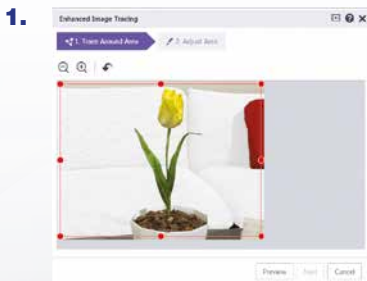 1.
Enhanced Image Tracing
1. Trace Around Area
2. Adjust Area
Preview
Next
Cancel